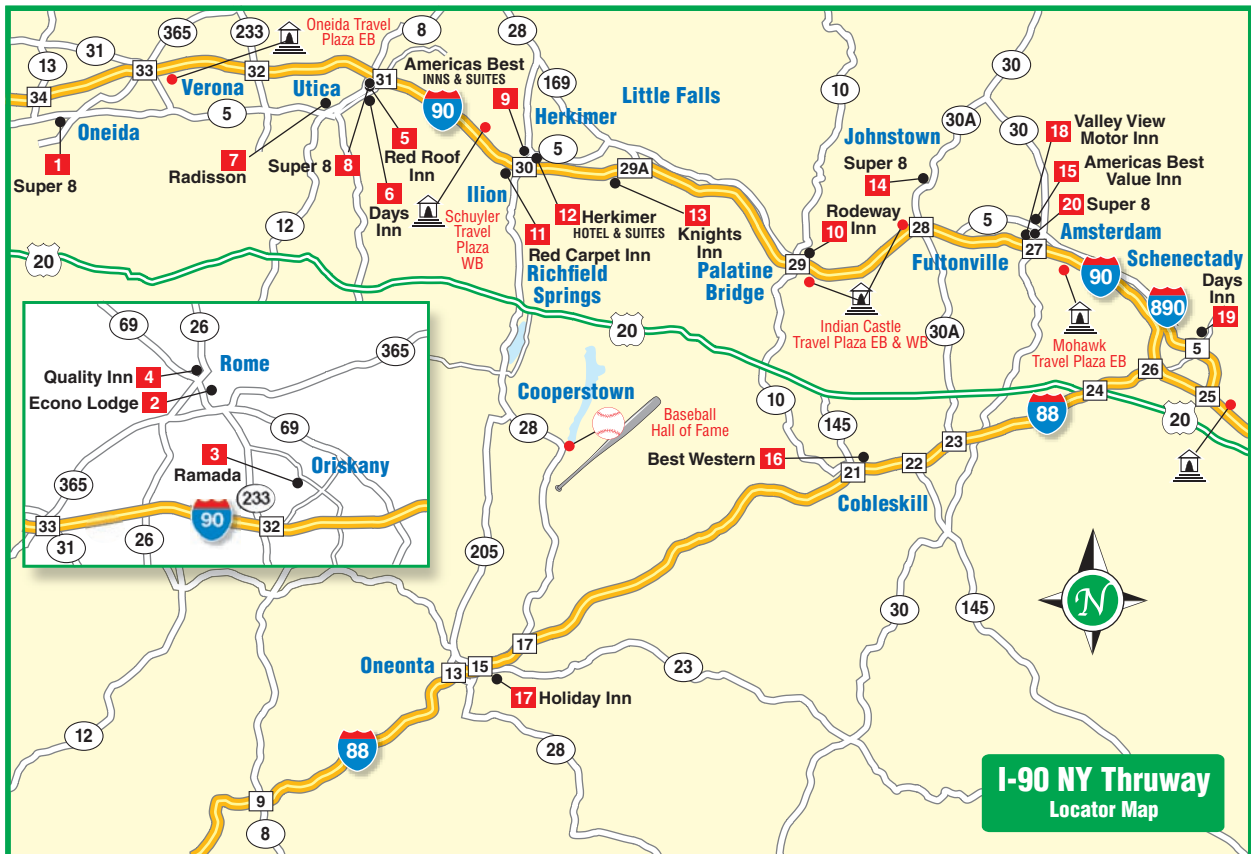 Oneida Travel
Plaza EB
365
233
31
13
33
32
34
Verona
Utica
5
Oneida
1
Super 8
7
Radisson
Super 8
8
8
31
5
Red Roof
Inn
6
Days
Inn
90
Americas Best
INNS & SUITES
9
28
169
Herkimer
5
30
Little Falls
29A
Ilion
Schuyler
Travel
Plaza
WB
11
Red Carpet Inn
12
Herkimer
HOTEL & SUITES
13
Knights
Inn
Richfield
Springs
10
Palatine
Bridge
10
Rodeway
Inn
29
Johnstown
Super 8
14
30A
30
30
28
Fultonville
5
18
Valley View
Motor Inn
15
Americas Best
Value Inn
20
Super 8
Amsterdam
27
90
Schenectady
890
Days
Inn
19
5
Indian Castle
Travel Plaza EB & WB
Mohawk
Travel Plaza EB
30A
26
25
24
20
20
20
12
88
69
26
365
Rome
Quality Inn
4
Econo Lodge
2
69
3
Ramada
Oriskany
365
233
33
90
32
31
26
Cooperstown
28
Baseball
Hall of Fame
10
145
Best Western
16
21
22
23
Cobleskill
205
30
145
N
17
Oneonta
13
15
23
17
Holiday Inn
12
88
28
9
8
I-90 NY Thruway
Locator Map